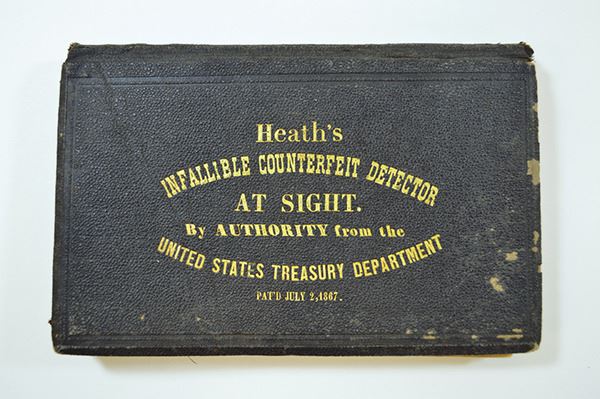 Heath's
INFALLIBLE COUNTERFEIT DETECTOR
AT SIGHT.
By AUTHORITY from the
UNITED STATES TREASURY DEPARTMENT
PAT'D JULY 2, 1867.